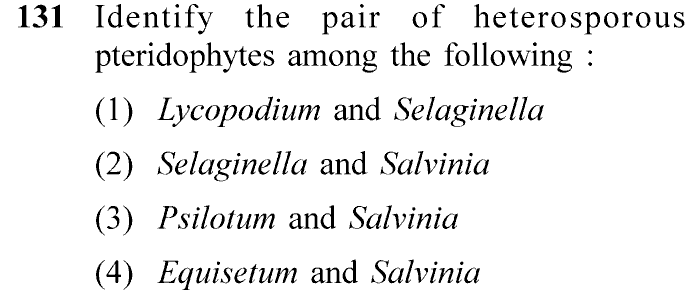 131 Identify the pair of heterosporous
pteridophytes among the following :
(1) Lycopodium and Selaginella
(2) Selaginella and Salvinia
(3) Psilotum and Salvinia
(4) Equisetum and Salvinia